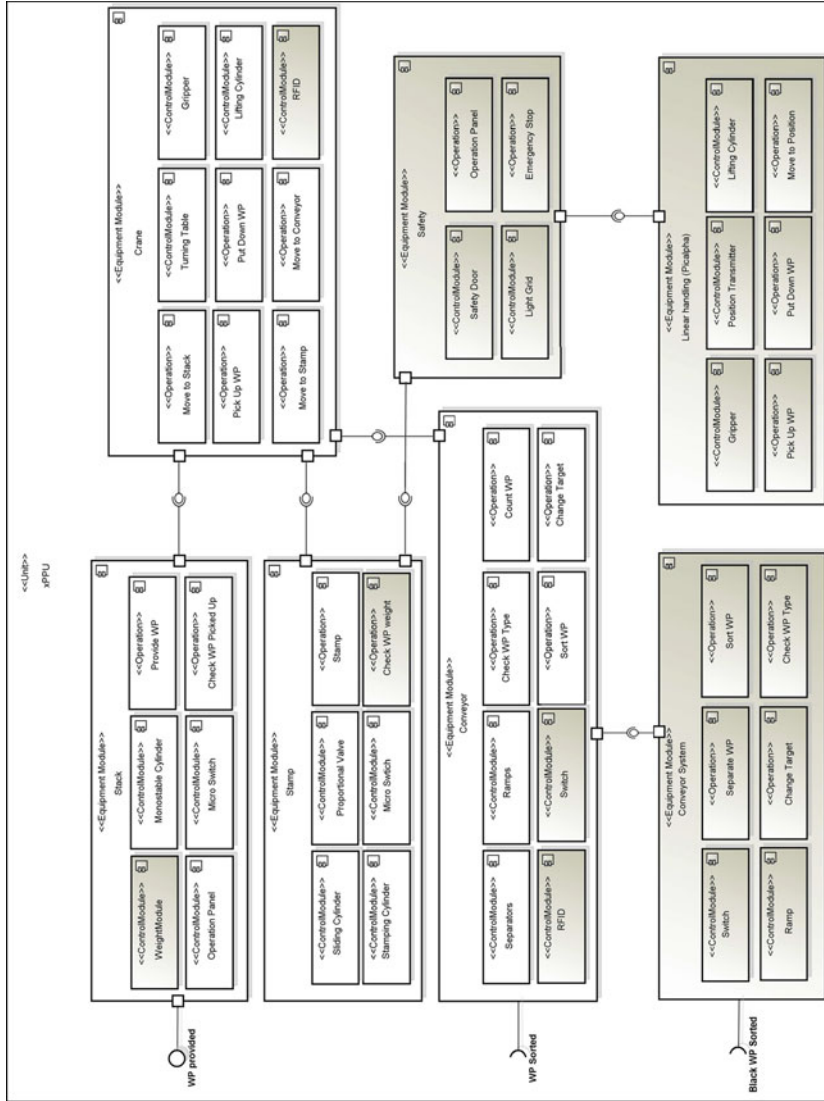 <<Unit>>
xPPU
<<Equipment Module>>
Stack
<<ControlModule>>
WeightModule
<<ControlModule>>
Monostable Cylinder
<<Operation>>
Provide WP
<<ControlModule>>
Operation Panel
<<ControlModule>>
Micro Switch
<<Operation>>
Check WP Picked Up
WP provided
<<Equipment Module>>
Crane
<<Operation>>
Move to Stack
<<ControlModule>>
Turning Table
<<ControlModule>>
Gripper
<<Operation>>
Pick Up WP
<<Operation>>
Put Down WP
<<ControlModule>>
Lifting Cylinder
<<Operation>>
Move to Stamp
<<Operation>>
Move to Conveyor
<<ControlModule>>
RFID
<<Equipment Module>>
Stamp
<<ControlModule>>
Sliding Cylinder
<<ControlModule>>
Proportional Valve
<<Operation>>
Stamp
<<ControlModule>>
Stamping Cylinder
<<ControlModule>>
Micro Swtich
<<Operation>>
Check WP weight
<<Equipment Module>>
Safety
<<ControlModule>>
Safety Door
<<Operation>>
Operation Panel
<<ControlModule>>
Light Grid
<<Operation>>
Emergency Stop
<<Equipment Module>>
Conveyor
<<ControlModule>>
Separators
<<ControlModule>>
Ramps
<<Operation>>
Check WP Type
<<Operation>>
Count WP
<<ControlModule>>
RFID
<<ControlModule>>
Switch
<<Operation>>
Sort WP
<<Operation>>
Change Target
WP Sorted
<<Equipment Module>>
Conveyor System
<<ControlModule>>
Switch
<<Operation>>
Separate WP
<<Operation>>
Sort WP
<<ControlModule>>
Ramp
<<Operation>>
Change Target
<<Operation>>
Check WP Type
Black WP Sorted
<<Equipment Module>>
Linear handling (Picalpha)
<<ControlModule>>
Gripper
<<ControlModule>>
Position Transmitter
<<ControlModule>>
Lifting Cylinder
<<Operation>>
Pick Up WP
<<Operation>>
Put Down WP
<<Operation>>
Move to Position